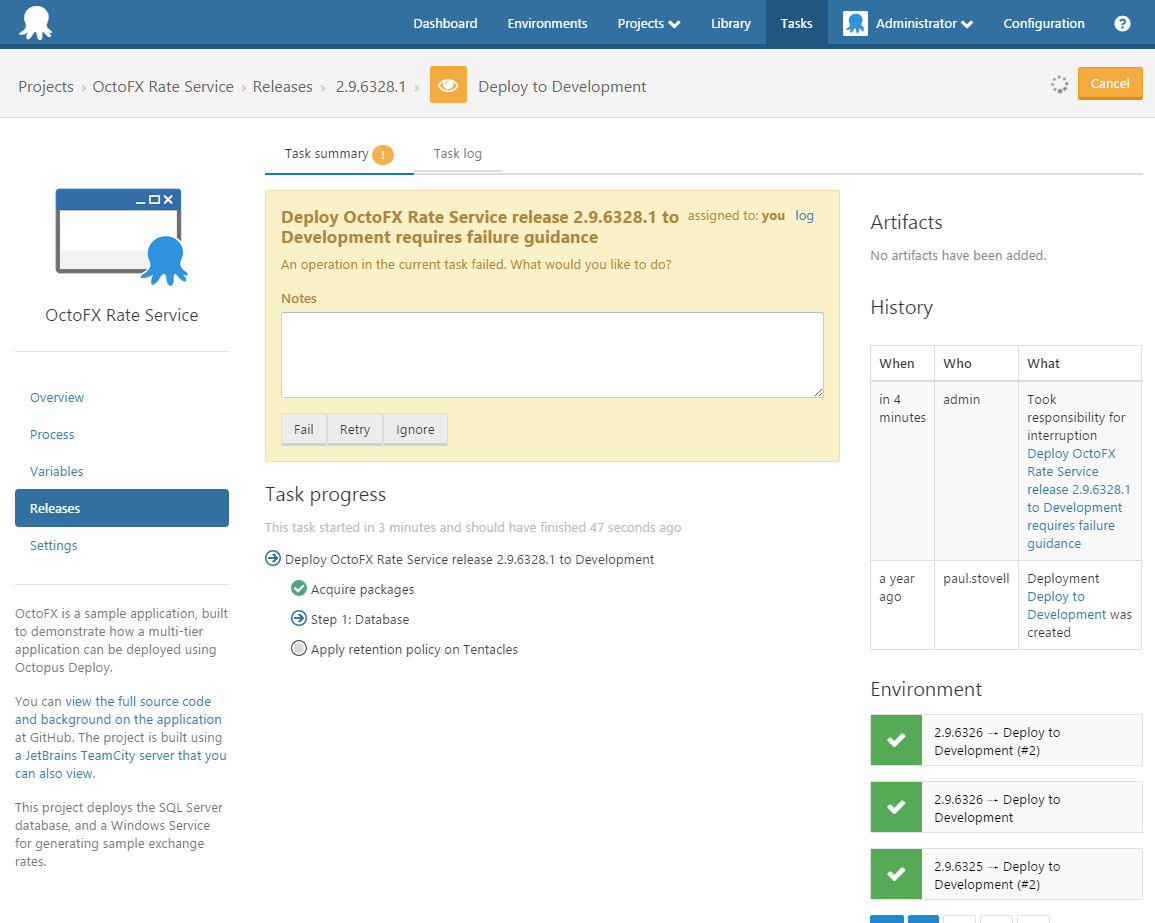 Dashboard Environments Projects Library Tasks Administrator Configuration ?
Projects › OctoFX Rate Service › Releases › 2.9.6328.1 › Deploy to Development Cancel
OctoFX Rate Service
Overview
Process
Variables
Releases
Settings
OctoFX is a sample application, built
to demonstrate how a multi-tier
application can be deployed using
Octopus Deploy.
You can view the full source code
and background on the application
at GitHub. The project is built using
a JetBrains TeamCity server that you
can also view.
This project deploys the SQL Server
database, and a Windows Service
for generating sample exchange
rates.
Task summary ! Task log
Deploy OctoFX Rate Service release 2.9.6328.1 to assigned to: you log
Development requires failure guidance
An operation in the current task failed. What would you like to do?
Notes
Fail Retry Ignore
Task progress
This task started in 3 minutes and should have finished 47 seconds ago
Deploy OctoFX Rate Service release 2.9.6328.1 to Development
Acquire packages
Step 1: Database
Apply retention policy on Tentacles
Artifacts
No artifacts have been added.
History
When Who What
in 4 admin Took
minutes responsibility for
interruption
Deploy OctoFX
Rate Service
release 2.9.6328.1
to Development
requires failure
guidance
a year paul.stovell Deployment
ago Deploy to
Development was
created
Environment
2.9.6326 → Deploy to
Development (#2)
2.9.6326 → Deploy to
Development
2.9.6325 → Deploy to
Development (#2)